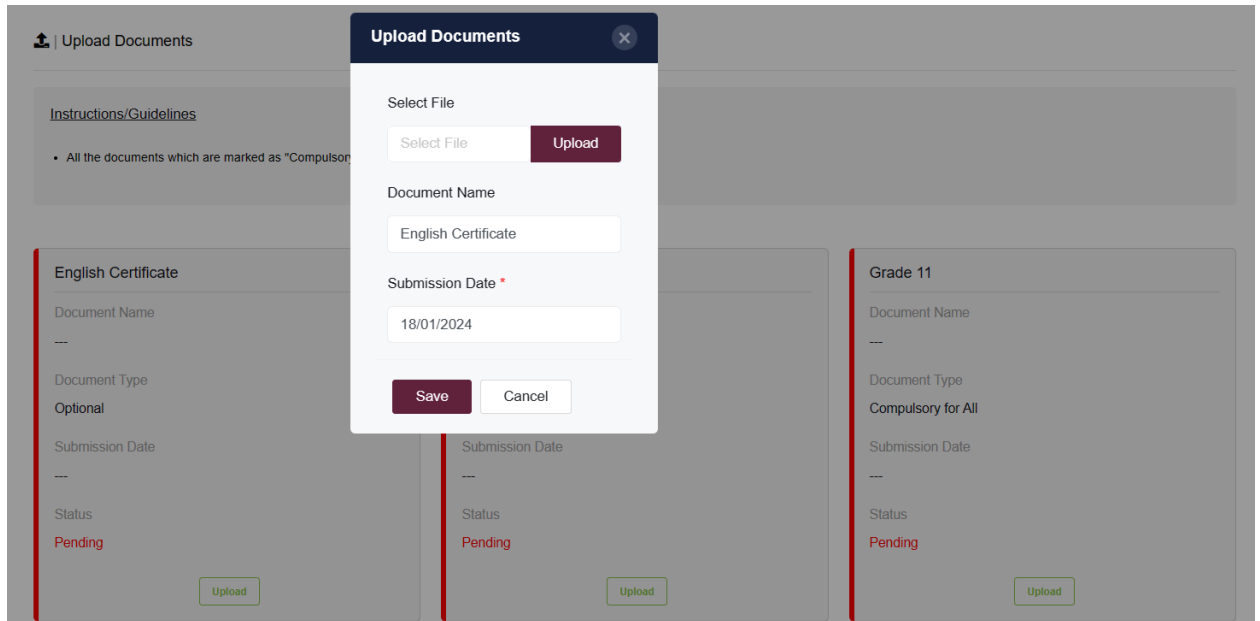 | Upload Documents
Instructions/Guidelines
• All the documents which are marked as "Compulsory
Upload Documents
Select File
Select File Upload
Document Name
English Certificate
Submission Date *
18/01/2024
Save Cancel
English Certificate
Document Name
---
Document Type
Optional
Submission Date
---
Status
Pending
Upload
Submission Date
---
Status
Pending
Upload
Grade 11
Document Name
---
Document Type
Compulsory for All
Submission Date
---
Status
Pending
Upload